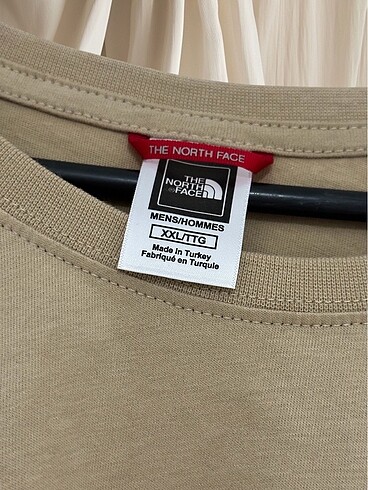 THE NORTH FACE
THE
NORTH
FACE
MENS/HOMMES
XXL/TTG
Made in Turkey
Fabriqué en Turquie